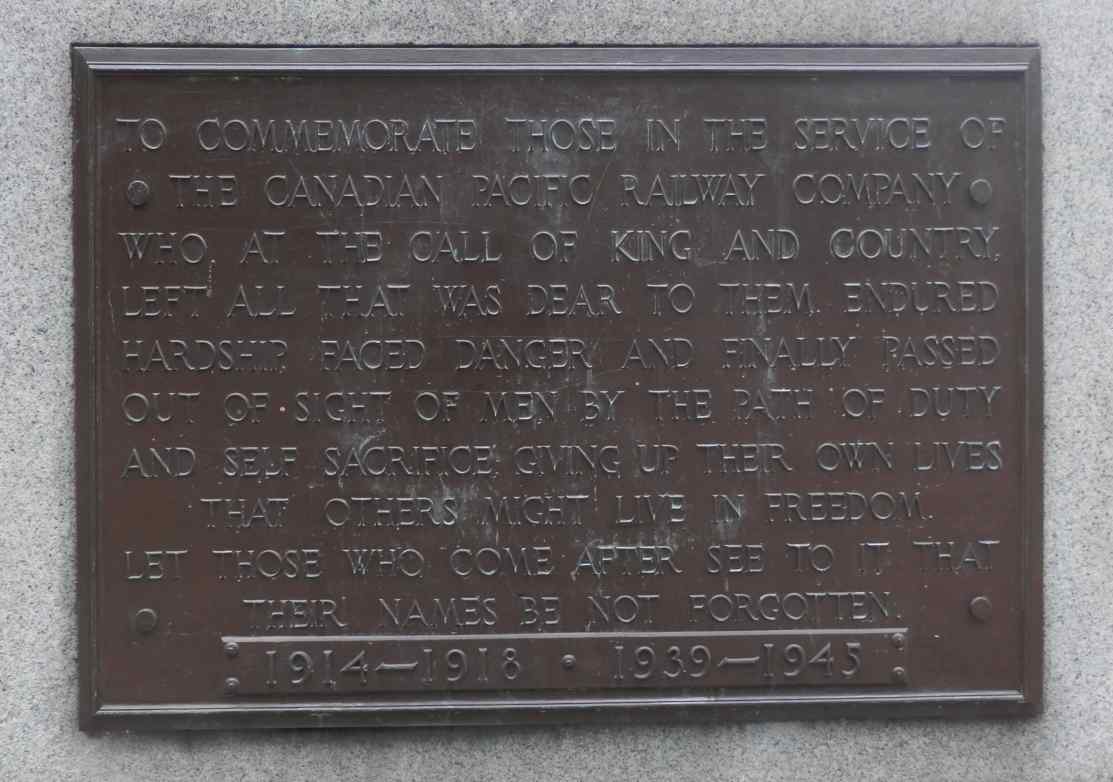 TO COMMEMORATE THOSE IN THE SERVICE OF
THE CANADIAN PACIFIC RAILWAY COMPANY
WHO, AT THE CALL OF KING AND COUNTRY,
LEFT ALL THAT WAS DEAR TO THEM, ENDURED
HARDSHIP, FACED DANGER AND FINALLY PASSED
OUT OF SIGHT OF MEN BY THE PATH OF DUTY
AND SELF SACRIFICE, GIVING UP THEIR OWN LIVES
THAT OTHERS MIGHT LIVE IN FREEDOM.
LET THOSE WHO COME AFTER SEE TO IT THAT
THEIR NAMES BE NOT FORGOTTEN.
1914—1918 • 1939—1945